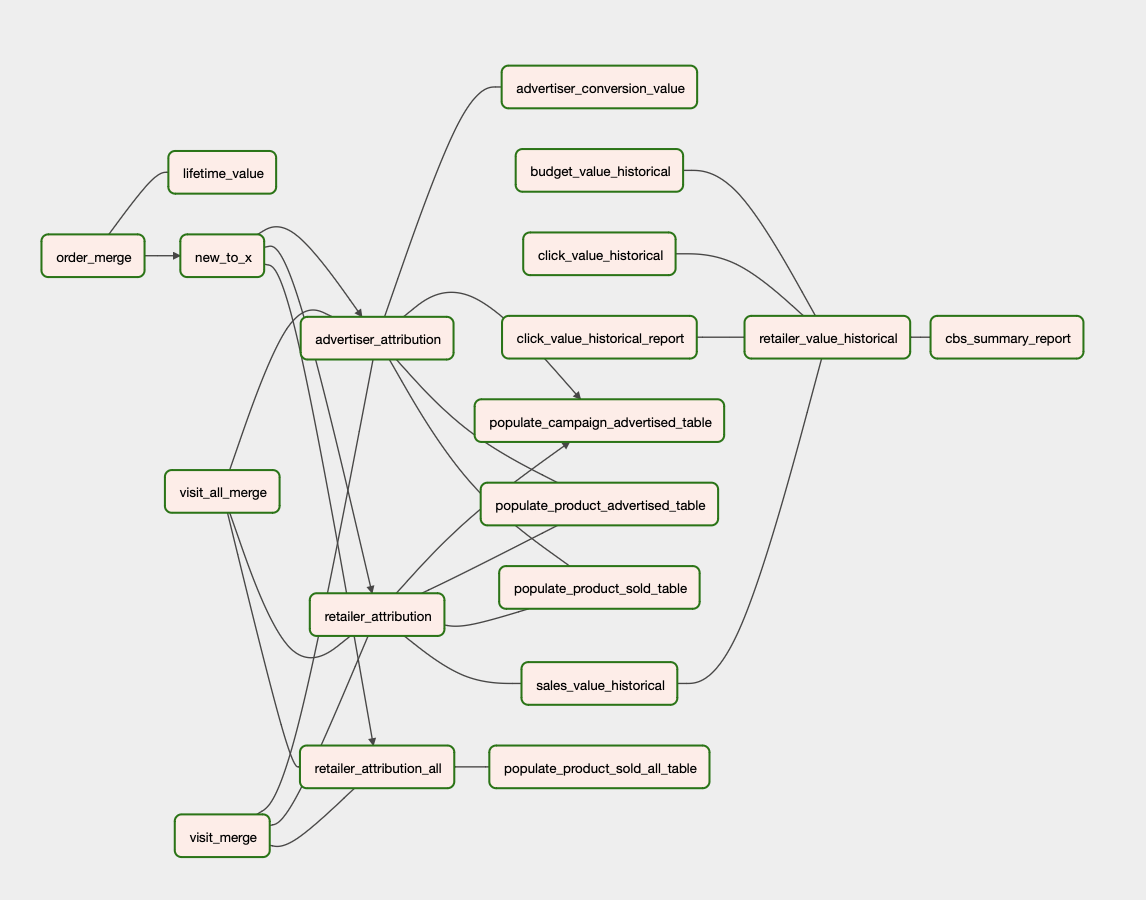 advertiser_conversion_value
lifetime_value
budget_value_historical
order_merge
new_to_x
click_value_historical
advertiser_attribution
click_value_historical_report
retailer_value_historical
cbs_summary_report
populate_campaign_advertised_table
visit_all_merge
populate_product_advertised_table
populate_product_sold_table
retailer_attribution
sales_value_historical
retailer_attribution_all
populate_product_sold_all_table
visit_merge